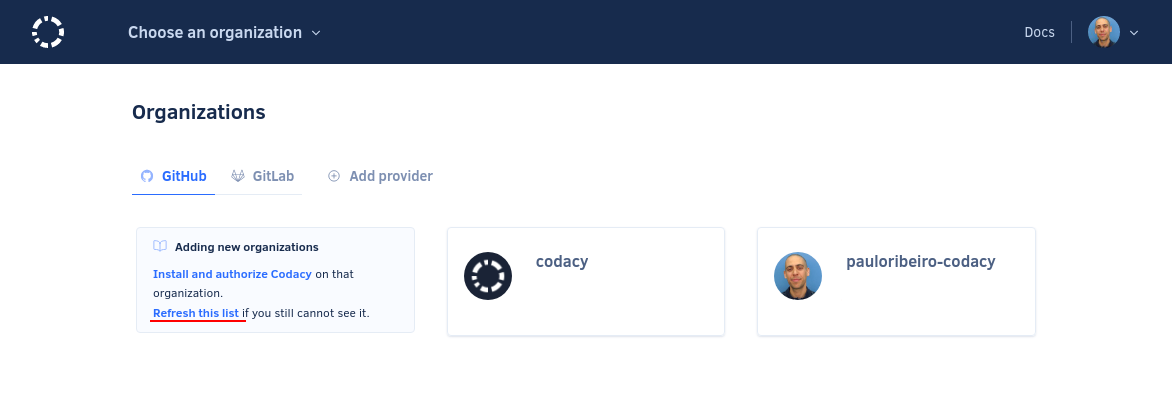 Choose an organization
Docs
Organizations
GitHub
GitLab
Add provider
Adding new organizations
Install and authorize Codacy on that
organization.
Refresh this list if you still cannot see it.
codacy
pauloribeiro-codacy